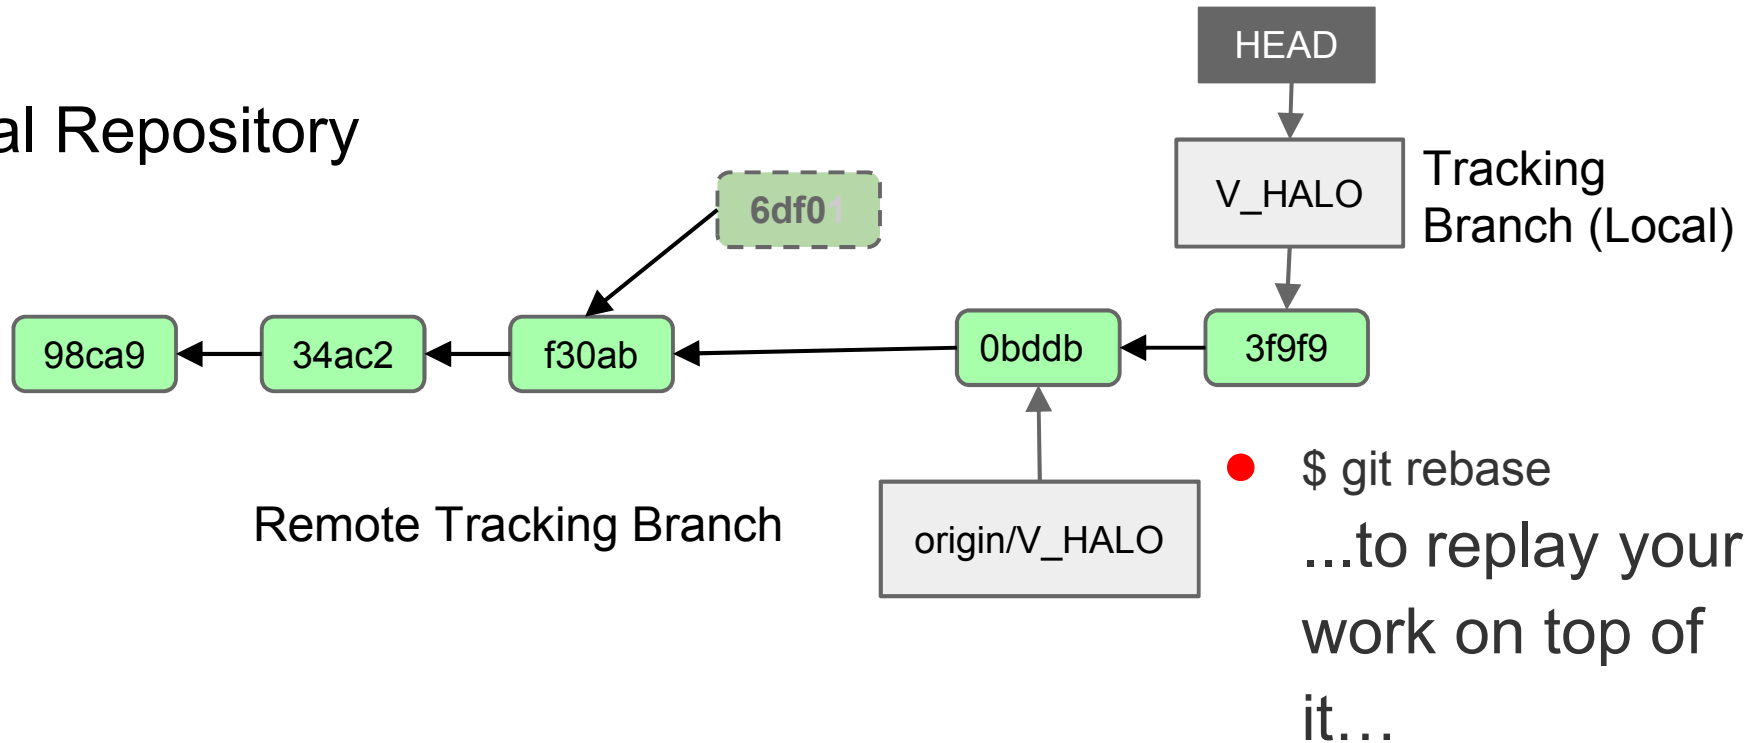 HEAD
al Repository
V_HALO
Tracking
Branch (Local)
6df01
98ca9
34ac2
f30ab
0bddb
3f9f9
Remote Tracking Branch
origin/V_HALO
$ git rebase
...to replay your
work on top of
it…